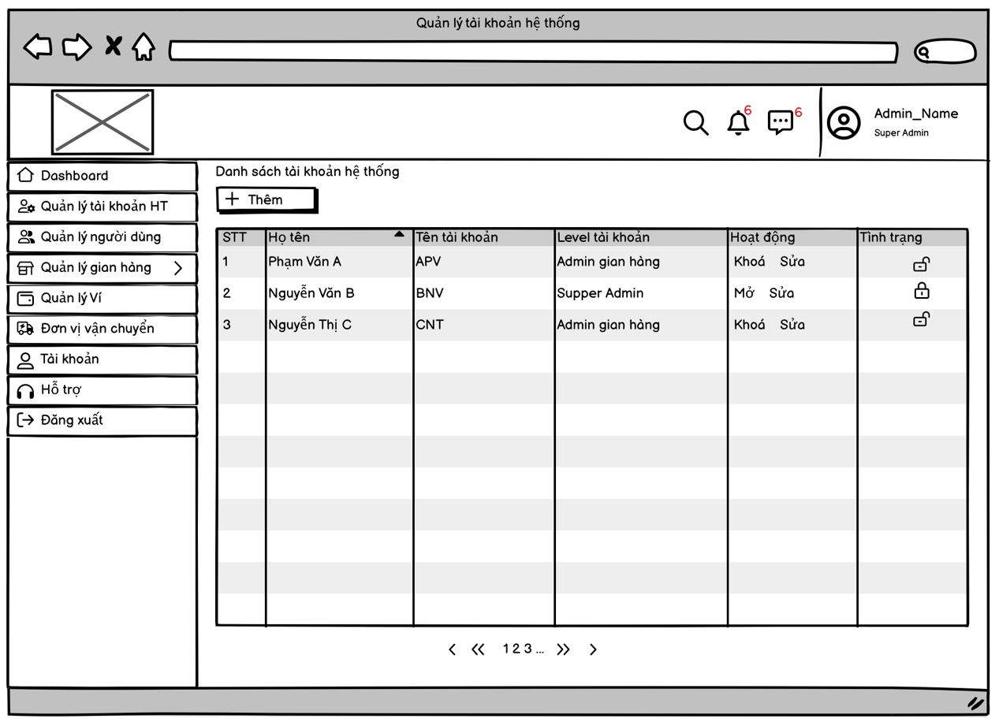 Quản lý tài khoản hệ thống
6
6
Admin_Name
Super Admin
Dashboard
Quản lý tài khoản HT
Quản lý người dùng
Quản lý gian hàng
Quản lý Ví
Đơn vị vận chuyển
Tài khoản
Hỗ trợ
Đăng xuất
Danh sách tài khoản hệ thống
Thêm
STT Họ tên Tên tài khoản Level tài khoản Hoạt động Tình trạng
1 Phạm Văn A APV Admin gian hàng Khoá Sửa
2 Nguyễn Văn B BNV Supper Admin Mở Sửa
3 Nguyễn Thị C CNT Admin gian hàng Khoá Sửa
1 2 3 ...